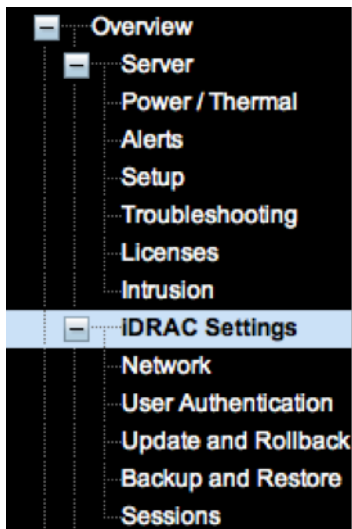 Overview
Server
Power / Thermal
Alerts
Setup
Troubleshooting
Licenses
Intrusion
iDRAC Settings
Network
User Authentication
Update and Rollback
Backup and Restore
Sessions